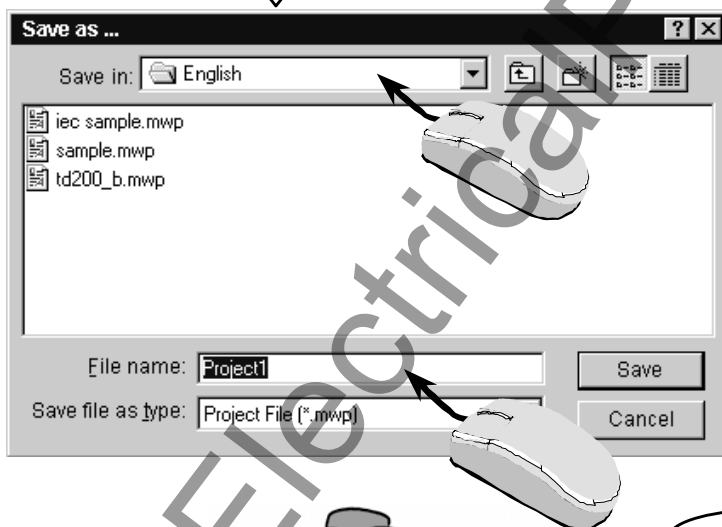 Save as ...
Save in: English
iec sample.mwp
sample.mwp
td200_b.mwp
File name: Project1
Save
Save file as type: Project File (*.mwp)
Cancel